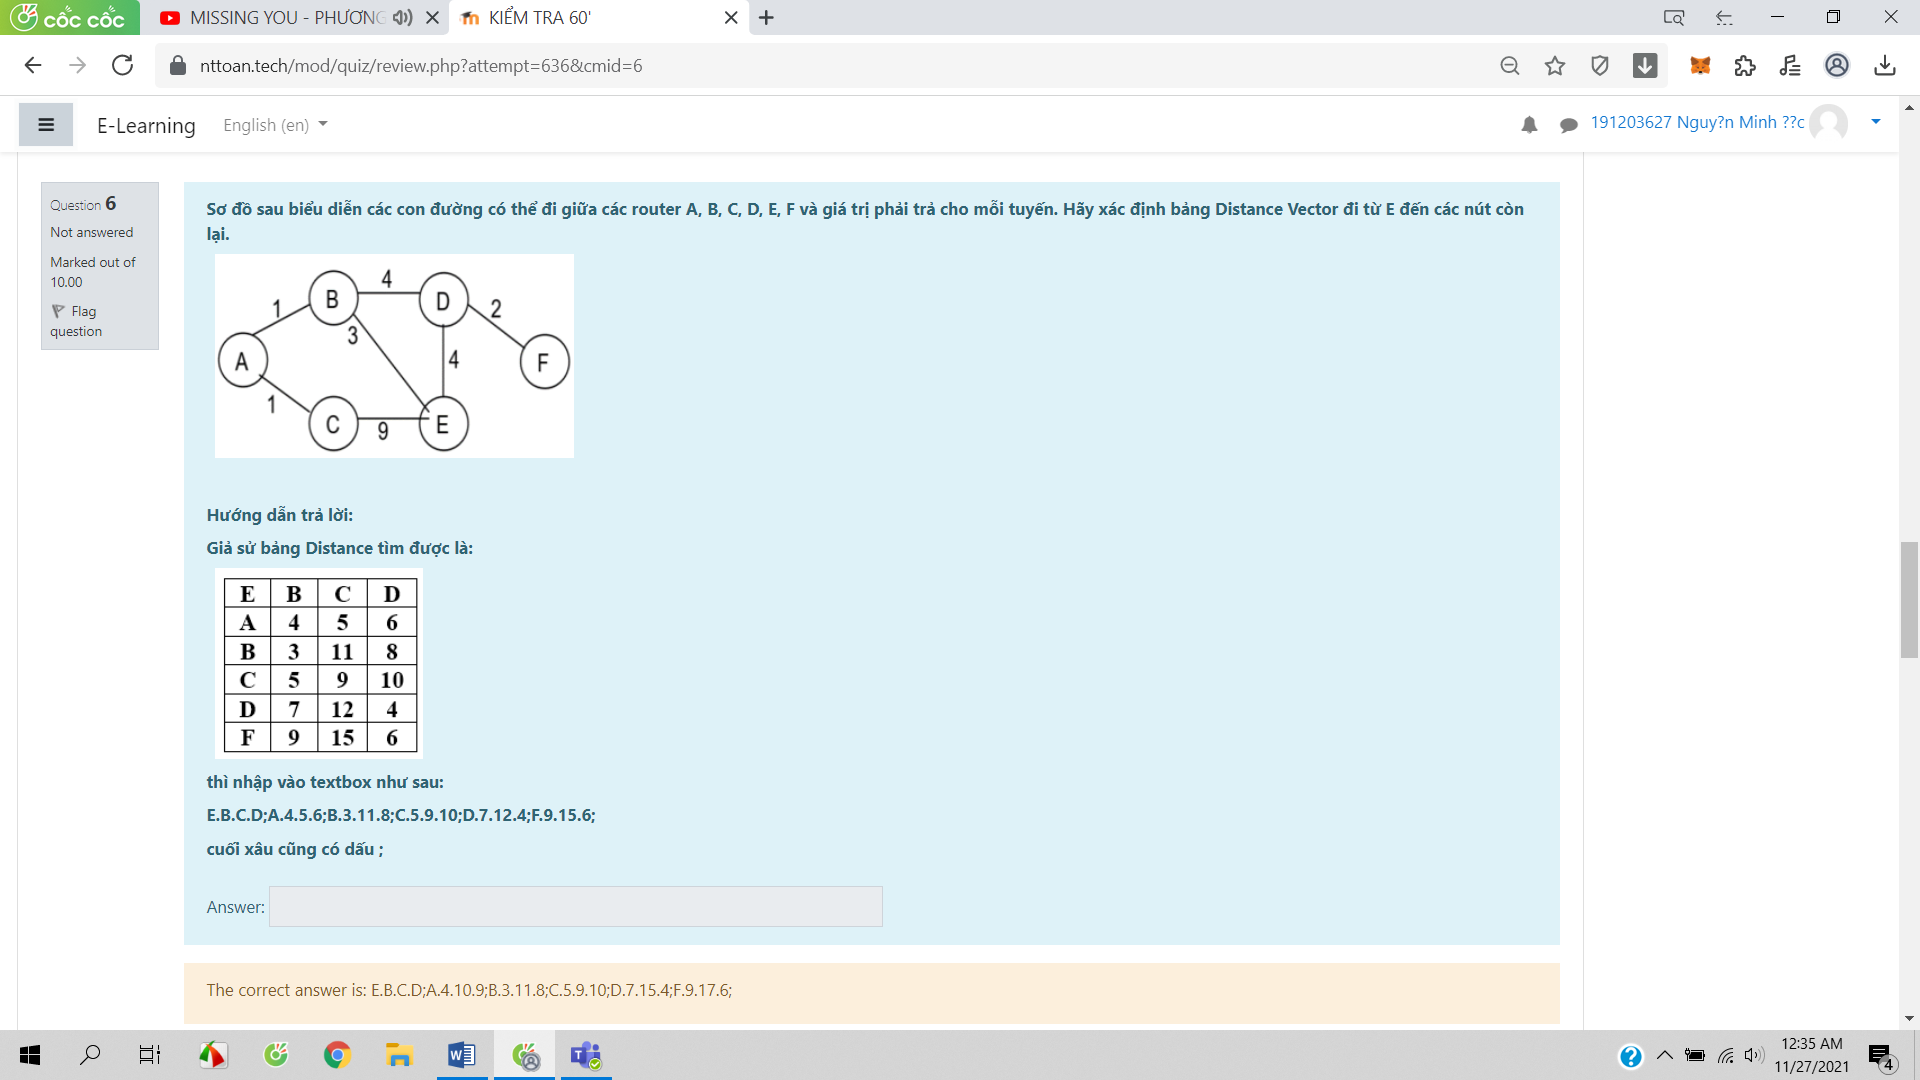 cốc cốc
MISSING YOU - PHƯƠNG
KIỂM TRA 60'
nttoan.tech/mod/quiz/review.php?attempt=636&cmid=6
E-Learning
English (en)
191203627 Nguy?n Minh ??c
Question 6
Not answered
Marked out of
10.00
Flag
question
Sơ đồ sau biểu diễn các con đường có thể đi giữa các router A, B, C, D, E, F và giá trị phải trả cho mỗi tuyến. Hãy xác định bảng Distance Vector đi từ E đến các nút còn
lại.
4
B
D
1
2
3
A
4
F
1
C
E
9
Hướng dẫn trả lời:
Giả sử bảng Distance tìm được là:
E B C D
A 4 5 6
B 3 11 8
C 5 9 10
D 7 12 4
F 9 15 6
thì nhập vào textbox như sau:
E.B.C.D;A.4.5.6;B.3.11.8;C.5.9.10;D.7.12.4;F.9.15.6;
cuối xâu cũng có dấu ;
Answer:
The correct answer is: E.B.C.D;A.4.10.9;B.3.11.8;C.5.9.10;D.7.15.4;F.9.17.6;
12:35 AM
11/27/2021
4